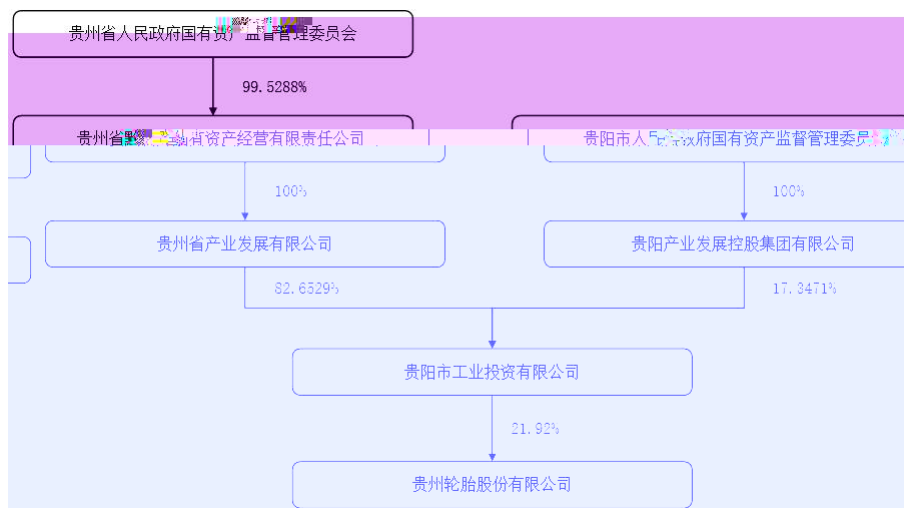 贵州省人民政府国有资产监督管理委员会
99.5288%
贵州省黔 有资产经营有限责任公司
贵阳市人民政府国有资产监督管理委员
100%
100%
贵州省产业发展有限公司
贵阳产业发展控股集团有限公司
82.6529%
17.3471%
贵阳市工业投资有限公司
21.92%
贵州轮胎股份有限公司